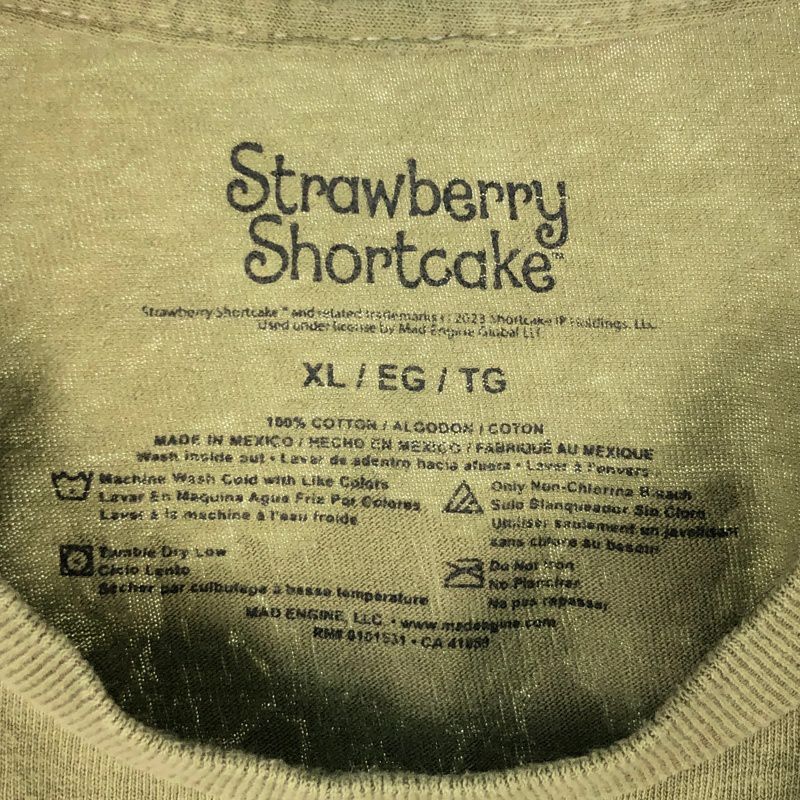 Strawberry
Shortcake™
Strawberry Shortcake™ and related trademarks © 2023 Shortcake IP Holdings, LLC.
Used under license by Mad Engine Global LLC
XL / EG / TG
100% COTTON / ALGODON / COTON
MADE IN MEXICO / HECHO EN MEXICO / FABRIQUÉ AU MEXIQUE
Wash inside out • Lavar de adentro hacia afuera • Laver à l'envers
Machine Wash Cold with Like Colors
Lavar En Maquina Agua Fria Por Colores
Laver à la machine à l'eau froide
Only Non-Chlorine Bleach
Solo Blanqueador Sin Cloro
Utiliser seulement un javellisant
sans chlore au besoin
Tumble Dry Low
Ciclo Lento
Sécher par culbutage à basse température
Do Not Iron
No Planchar
Ne pas repasser
MAD ENGINE, LLC. • www.madengine.com
RN# 0101531 • CA